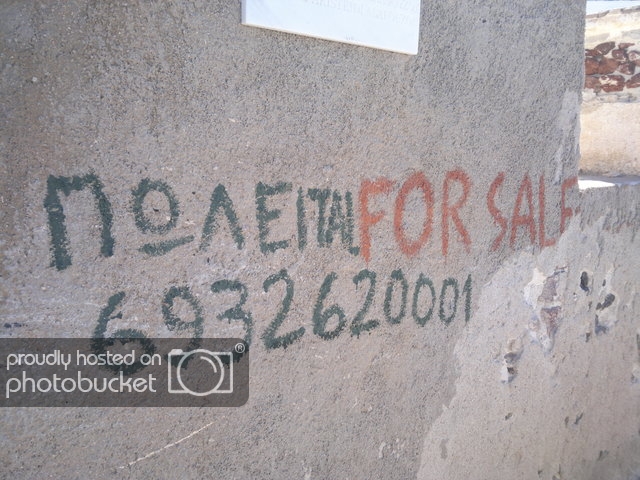 ΠΩΛΕΙΤΑΙ FOR SALE
6932620001
proudly hosted on
photobucket